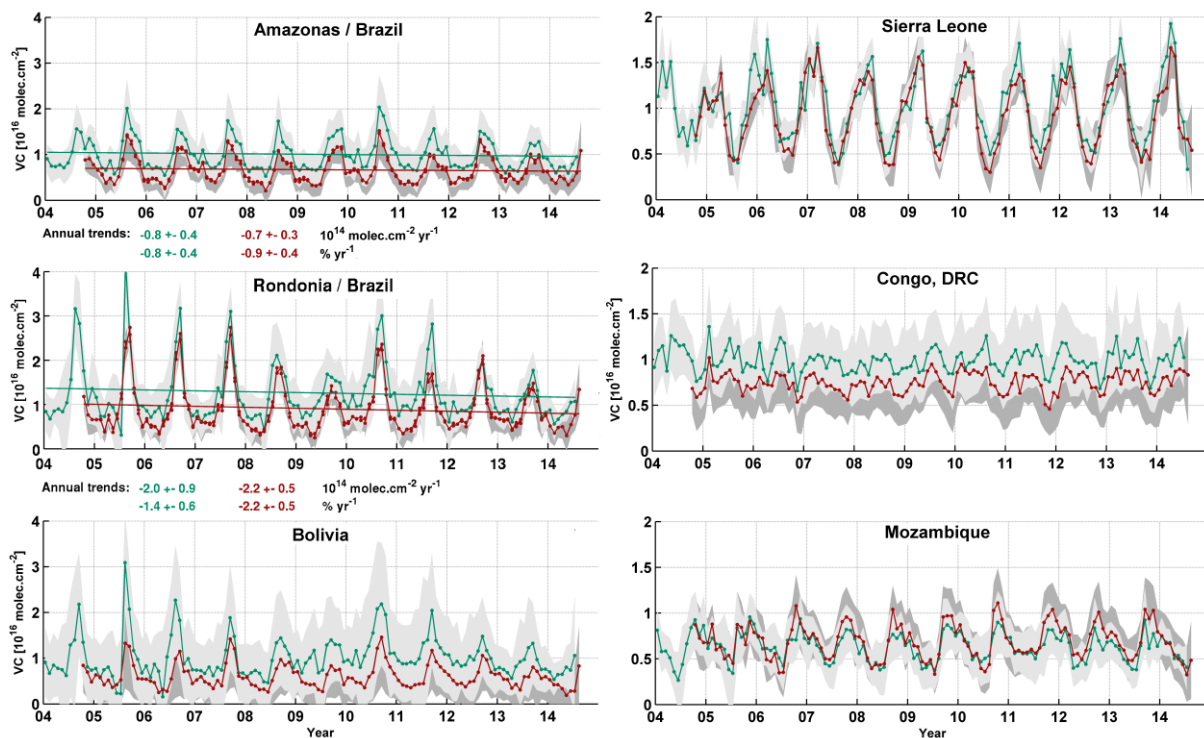 Amazonas / Brazil
VC [10^16 molec.cm^-2]
4
3
2
1
0
04 05 06 07 08 09 10 11 12 13 14
Annual trends: -0.8 +- 0.4 -0.7 +- 0.3 10^14 molec.cm^-2 yr^-1
-0.8 +- 0.4 -0.9 +- 0.4 % yr^-1
Rondonia / Brazil
VC [10^16 molec.cm^-2]
4
3
2
1
0
04 05 06 07 08 09 10 11 12 13 14
Annual trends: -2.0 +- 0.9 -2.2 +- 0.5 10^14 molec.cm^-2 yr^-1
-1.4 +- 0.6 -2.2 +- 0.5 % yr^-1
Bolivia
VC [10^16 molec.cm^-2]
4
3
2
1
0
04 05 06 07 08 09 10 11 12 13 14
Year
Sierra Leone
VC [10^16 molec.cm^-2]
2
1.5
1
0.5
0
04 05 06 07 08 09 10 11 12 13 14
Congo, DRC
VC [10^16 molec.cm^-2]
2
1.5
1
0.5
0
04 05 06 07 08 09 10 11 12 13 14
Mozambique
VC [10^16 molec.cm^-2]
2
1.5
1
0.5
0
04 05 06 07 08 09 10 11 12 13 14
Year